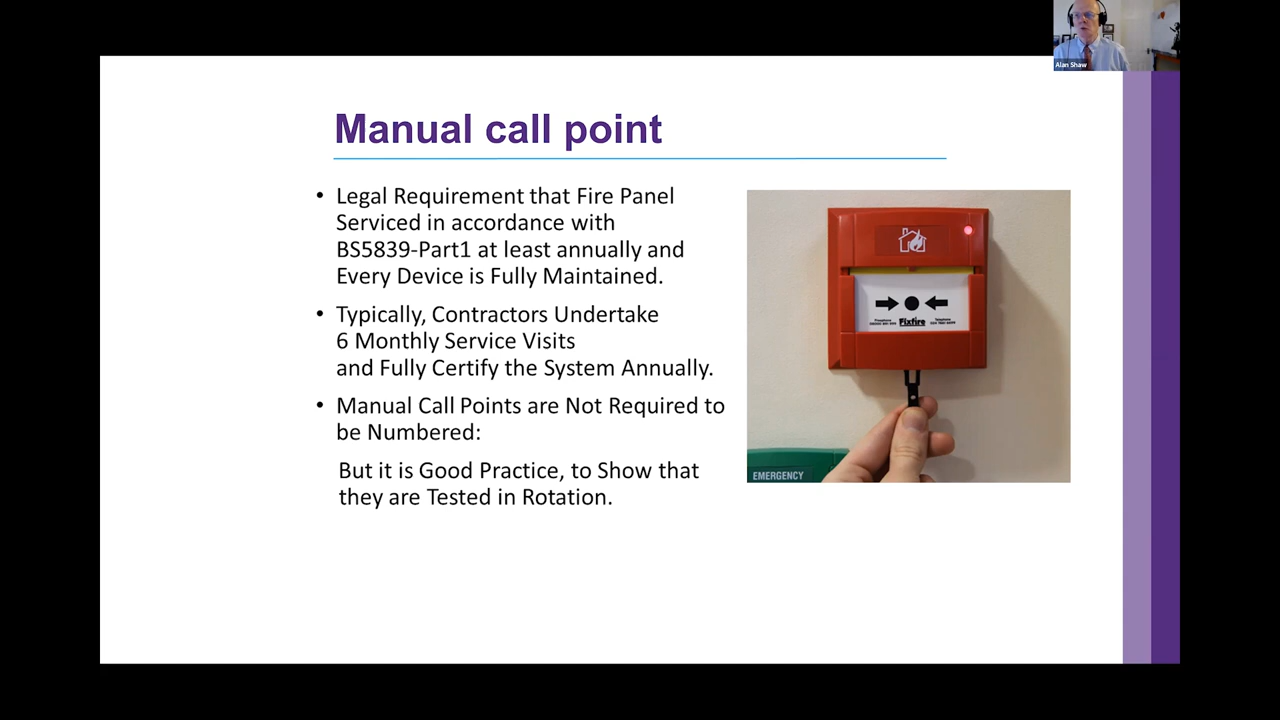 Alan Shaw
Manual call point
• Legal Requirement that Fire Panel
Serviced in accordance with
BS5839-Part1 at least annually and
Every Device is Fully Maintained.
• Typically, Contractors Undertake
6 Monthly Service Visits
and Fully Certify the System Annually.
• Manual Call Points are Not Required to
be Numbered:
But it is Good Practice, to Show that
they are Tested in Rotation.
Fixfire
EMERGENCY